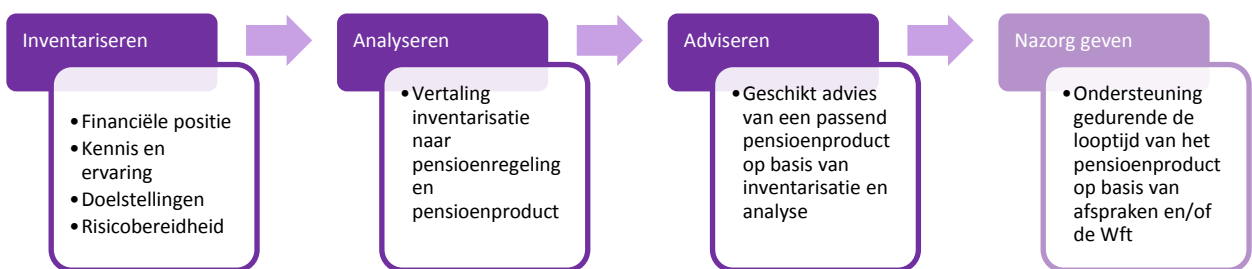 Inventariseren
• Financiële positie
• Kennis en
ervaring
• Doelstellingen
• Risicobereidheid
Analyseren
• Vertaling
inventarisatie
naar
pensioenregeling
en
pensioenproduct
Adviseren
• Geschikt advies
van een passend
pensioenproduct
op basis van
inventarisatie en
analyse
Nazorg geven
• Ondersteuning
gedurende de
looptijd van het
pensioenproduct
op basis van
afspraken en/of
de Wft